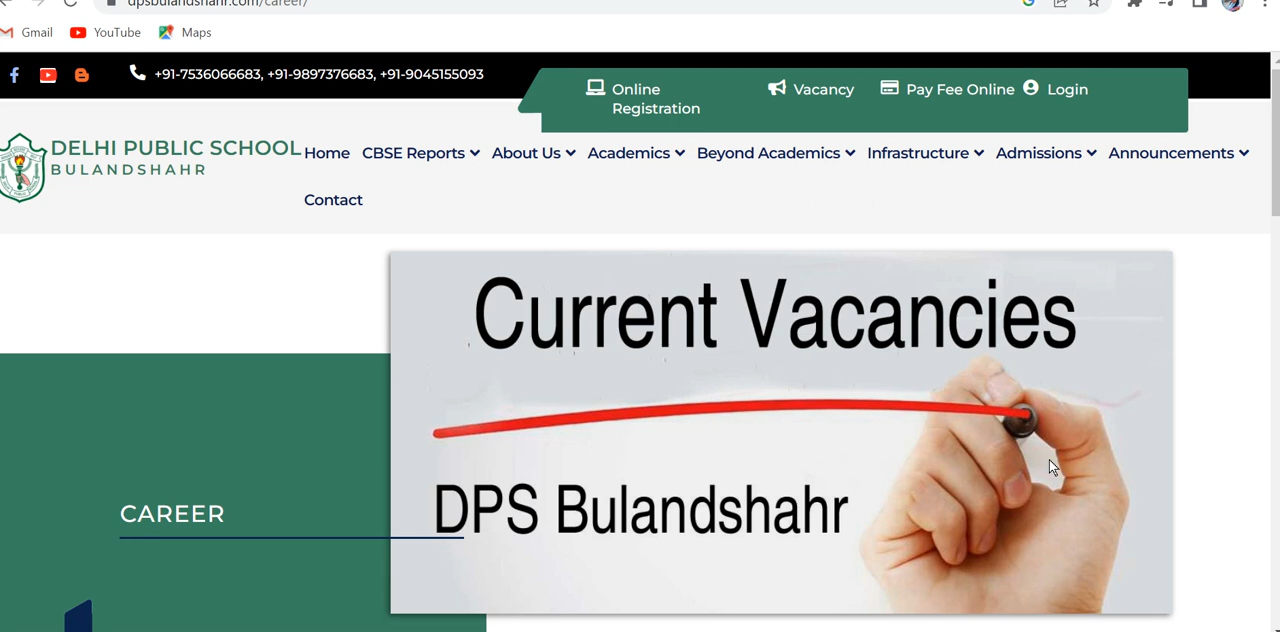 dpsbulandshahr.com/career/
Gmail YouTube Maps
+91-7536066683, +91-9897376683, +91-9045155093
Online Registration Vacancy Pay Fee Online Login
DELHI PUBLIC SCHOOL
BULANDSHAHR
Home CBSE Reports About Us Academics Beyond Academics Infrastructure Admissions Announcements
Contact
Current Vacancies
DPS Bulandshahr
CAREER